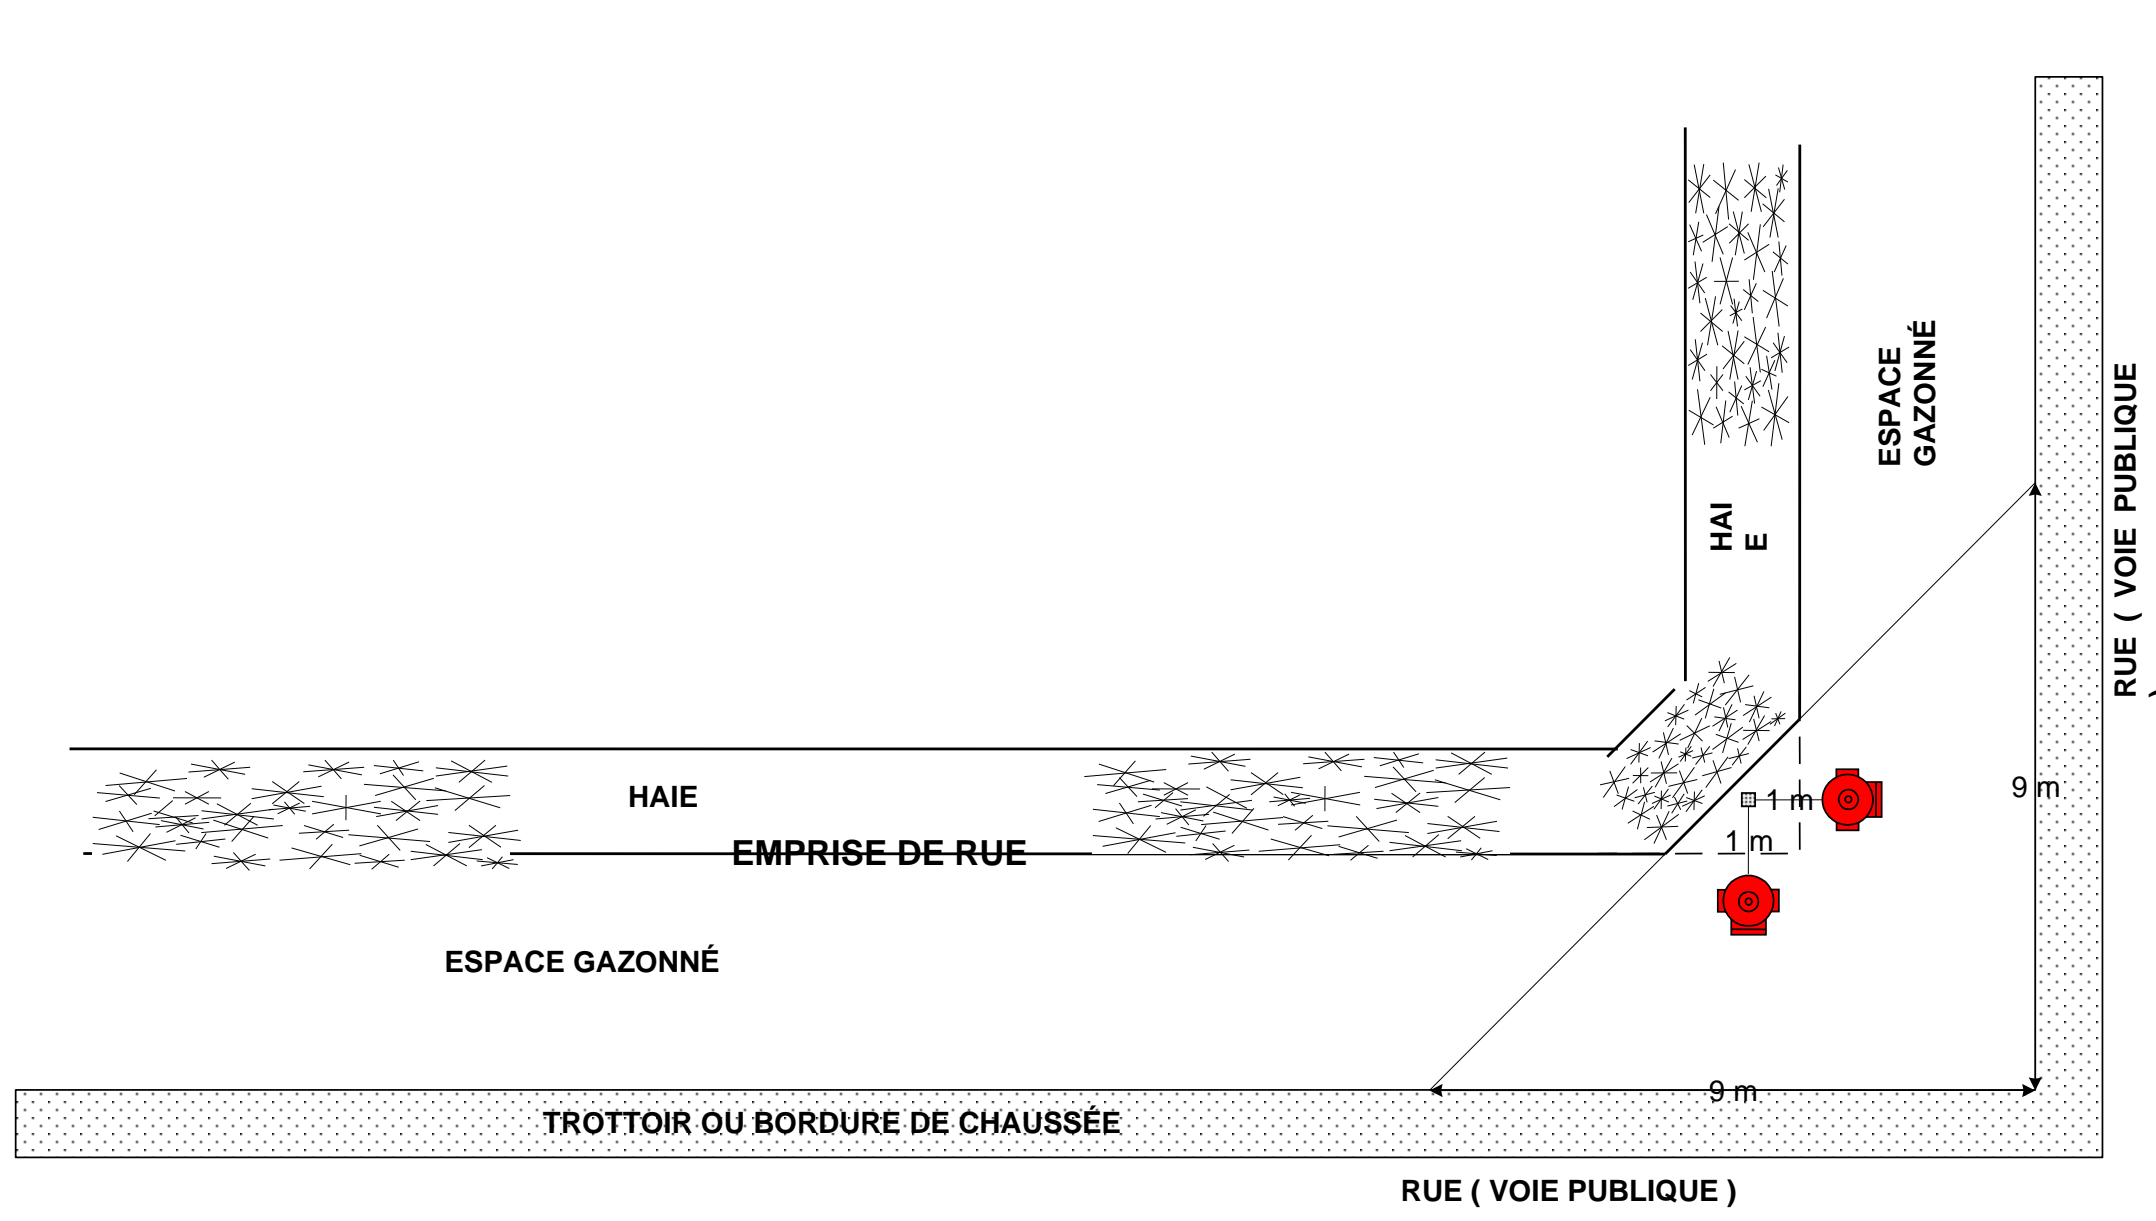 ESPACE
GAZONNÉ
RUE ( VOIE PUBLIQUE
)
HAI
E
HAIE
1 m
9 m
1 m
EMPRISE DE RUE
ESPACE GAZONNÉ
9 m
TROTTOIR OU BORDURE DE CHAUSSÉE
RUE ( VOIE PUBLIQUE )